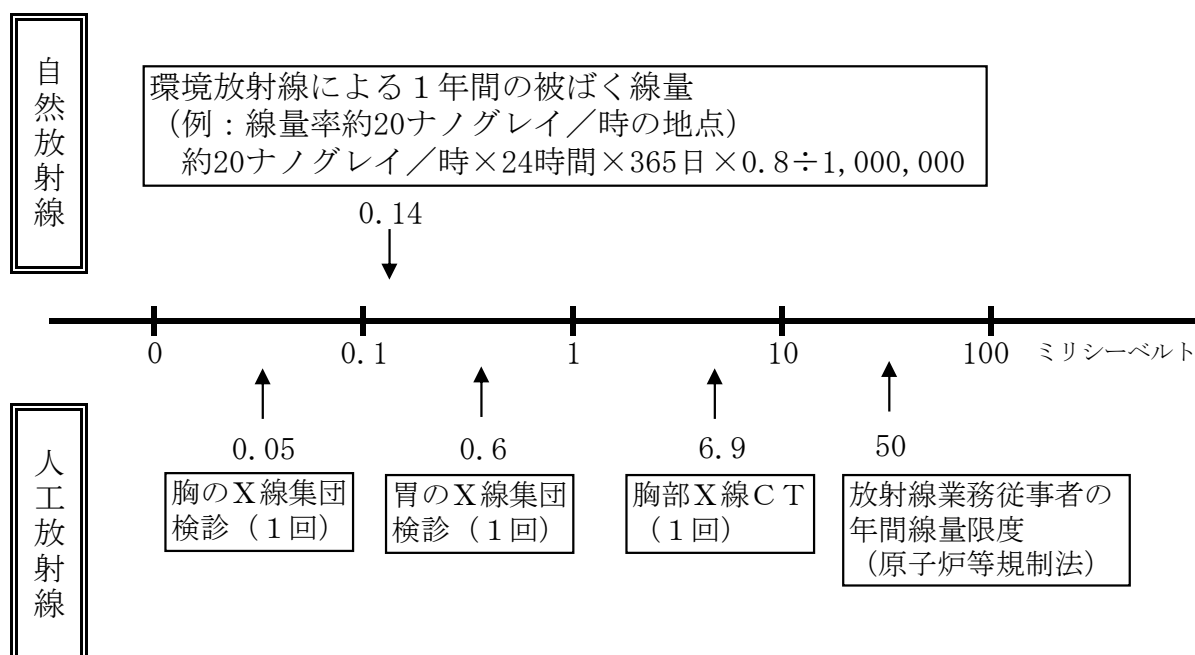 自然放射線
環境放射線による１年間の被ばく線量
（例：線量率約20ナノグレイ／時の地点）
約20ナノグレイ／時×24時間×365日×0.8÷1,000,000
0.14
0
0.1
1
10
100
ミリシーベルト
人工放射線
0.05
胸のＸ線集団
検診（１回）
0.6
胃のＸ線集団
検診（１回）
6.9
胸部Ｘ線ＣＴ
（１回）
50
放射線業務従事者の
年間線量限度
（原子炉等規制法）